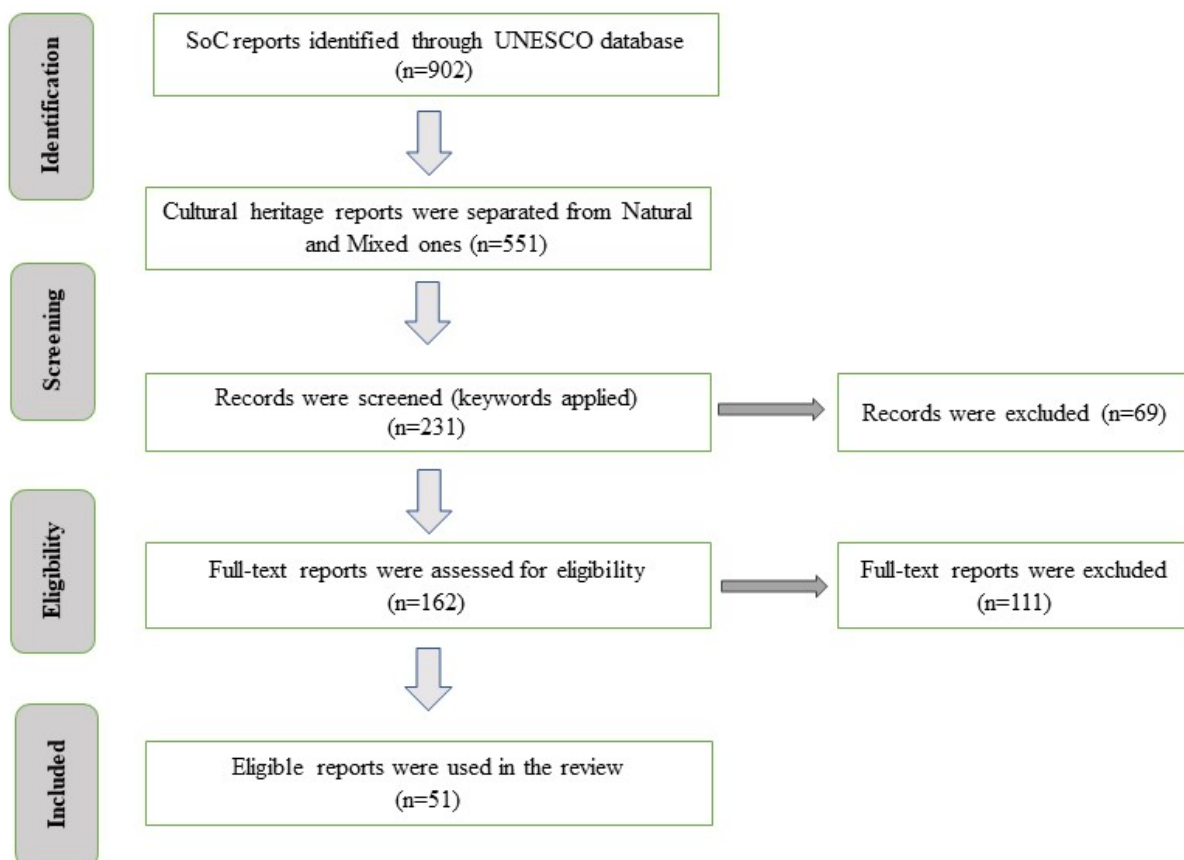 Identification
SoC reports identified through UNESCO database
(n=902)
Cultural heritage reports were separated from Natural
and Mixed ones (n=551)
Screening
Records were screened (keywords applied)
(n=231)
Records were excluded (n=69)
Eligibility
Full-text reports were assessed for eligibility
(n=162)
Full-text reports were excluded
(n=111)
Included
Eligible reports were used in the review
(n=51)